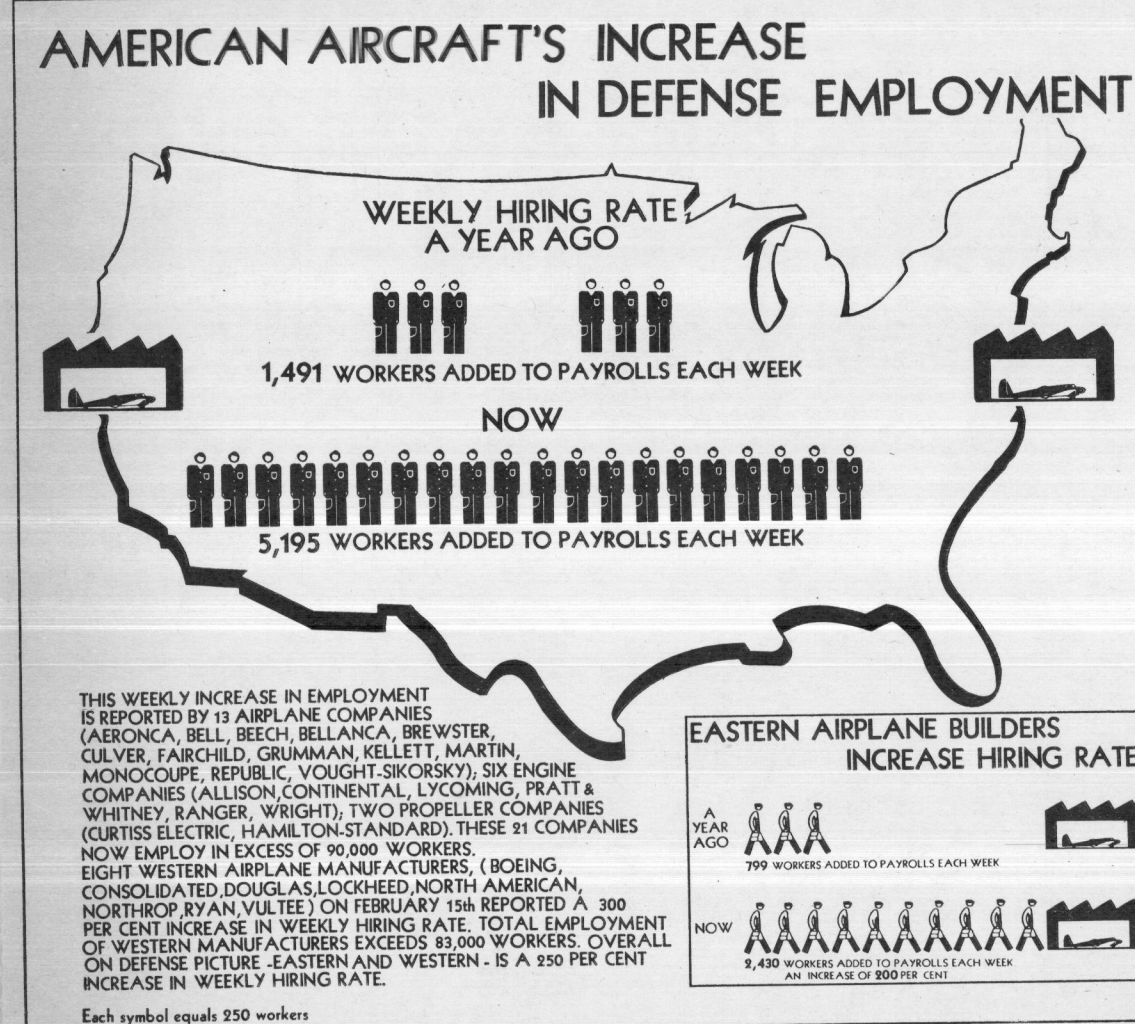 AMERICAN AIRCRAFT'S INCREASE
IN DEFENSE EMPLOYMENT
WEEKLY HIRING RATE
A YEAR AGO
1,491 WORKERS ADDED TO PAYROLLS EACH WEEK
NOW
5,195 WORKERS ADDED TO PAYROLLS EACH WEEK
THIS WEEKLY INCREASE IN EMPLOYMENT
IS REPORTED BY 13 AIRPLANE COMPANIES
(AERONCA, BELL, BEECH, BELLANCA, BREWSTER,
CULVER, FAIRCHILD, GRUMMAN, KELLETT, MARTIN,
MONOCOUPE, REPUBLIC, VOUGHT-SIKORSKY); SIX ENGINE
COMPANIES (ALLISON, CONTINENTAL, LYCOMING, PRATT &
WHITNEY, RANGER, WRIGHT); TWO PROPELLER COMPANIES
(CURTISS ELECTRIC, HAMILTON-STANDARD). THESE 21 COMPANIES
NOW EMPLOY IN EXCESS OF 90,000 WORKERS.
EIGHT WESTERN AIRPLANE MANUFACTURERS, (BOEING,
CONSOLIDATED, DOUGLAS, LOCKHEED, NORTH AMERICAN,
NORTHROP, RYAN, VULTEE) ON FEBRUARY 15th REPORTED A 300
PER CENT INCREASE IN WEEKLY HIRING RATE. TOTAL EMPLOYMENT
OF WESTERN MANUFACTURERS EXCEEDS 83,000 WORKERS. OVERALL
ON DEFENSE PICTURE - EASTERN AND WESTERN - IS A 250 PER CENT
INCREASE IN WEEKLY HIRING RATE.
Each symbol equals 250 workers
EASTERN AIRPLANE BUILDERS
INCREASE HIRING RATE
A
YEAR
AGO
799 WORKERS ADDED TO PAYROLLS EACH WEEK
NOW
2,430 WORKERS ADDED TO PAYROLLS EACH WEEK
AN INCREASE OF 200 PER CENT